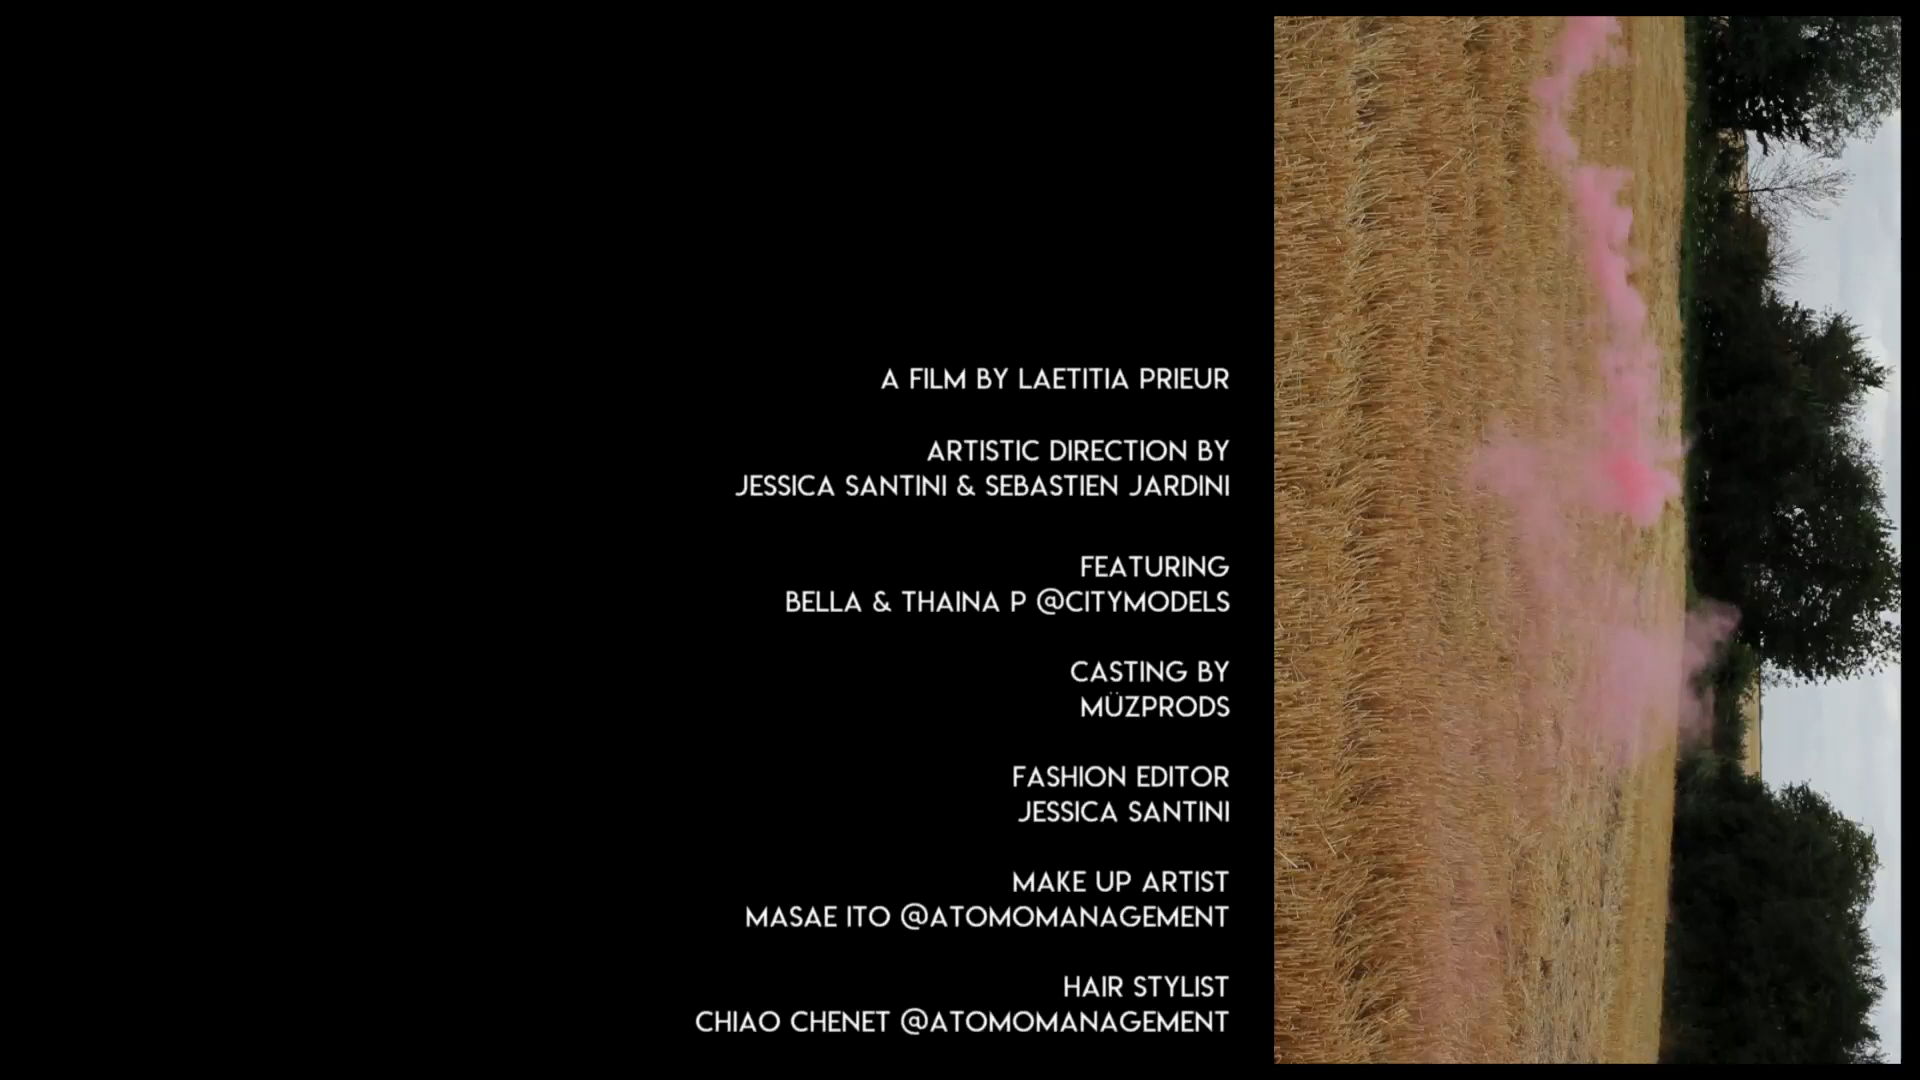 A FILM BY LAETITIA PRIEUR
ARTISTIC DIRECTION BY
JESSICA SANTINI & SEBASTIEN JARDINI
FEATURING
BELLA & THAINA P @CITYMODELS
CASTING BY
MÜZPRODS
FASHION EDITOR
JESSICA SANTINI
MAKE UP ARTIST
MASAE ITO @ATOMOMANAGEMENT
HAIR STYLIST
CHIAO CHENET @ATOMOMANAGEMENT